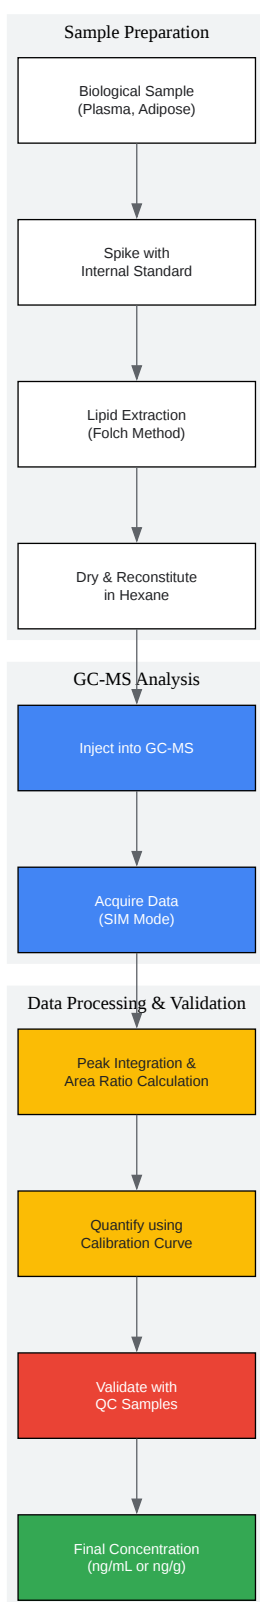 Sample Preparation
Biological Sample
(Plasma, Adipose)
Spike with
Internal Standard
Lipid Extraction
(Folch Method)
Dry & Reconstitute
in Hexane
GC-MS Analysis
Inject into GC-MS
Acquire Data
(SIM Mode)
Data Processing & Validation
Peak Integration &
Area Ratio Calculation
Quantify using
Calibration Curve
Validate with
QC Samples
Final Concentration
(ng/mL or ng/g)